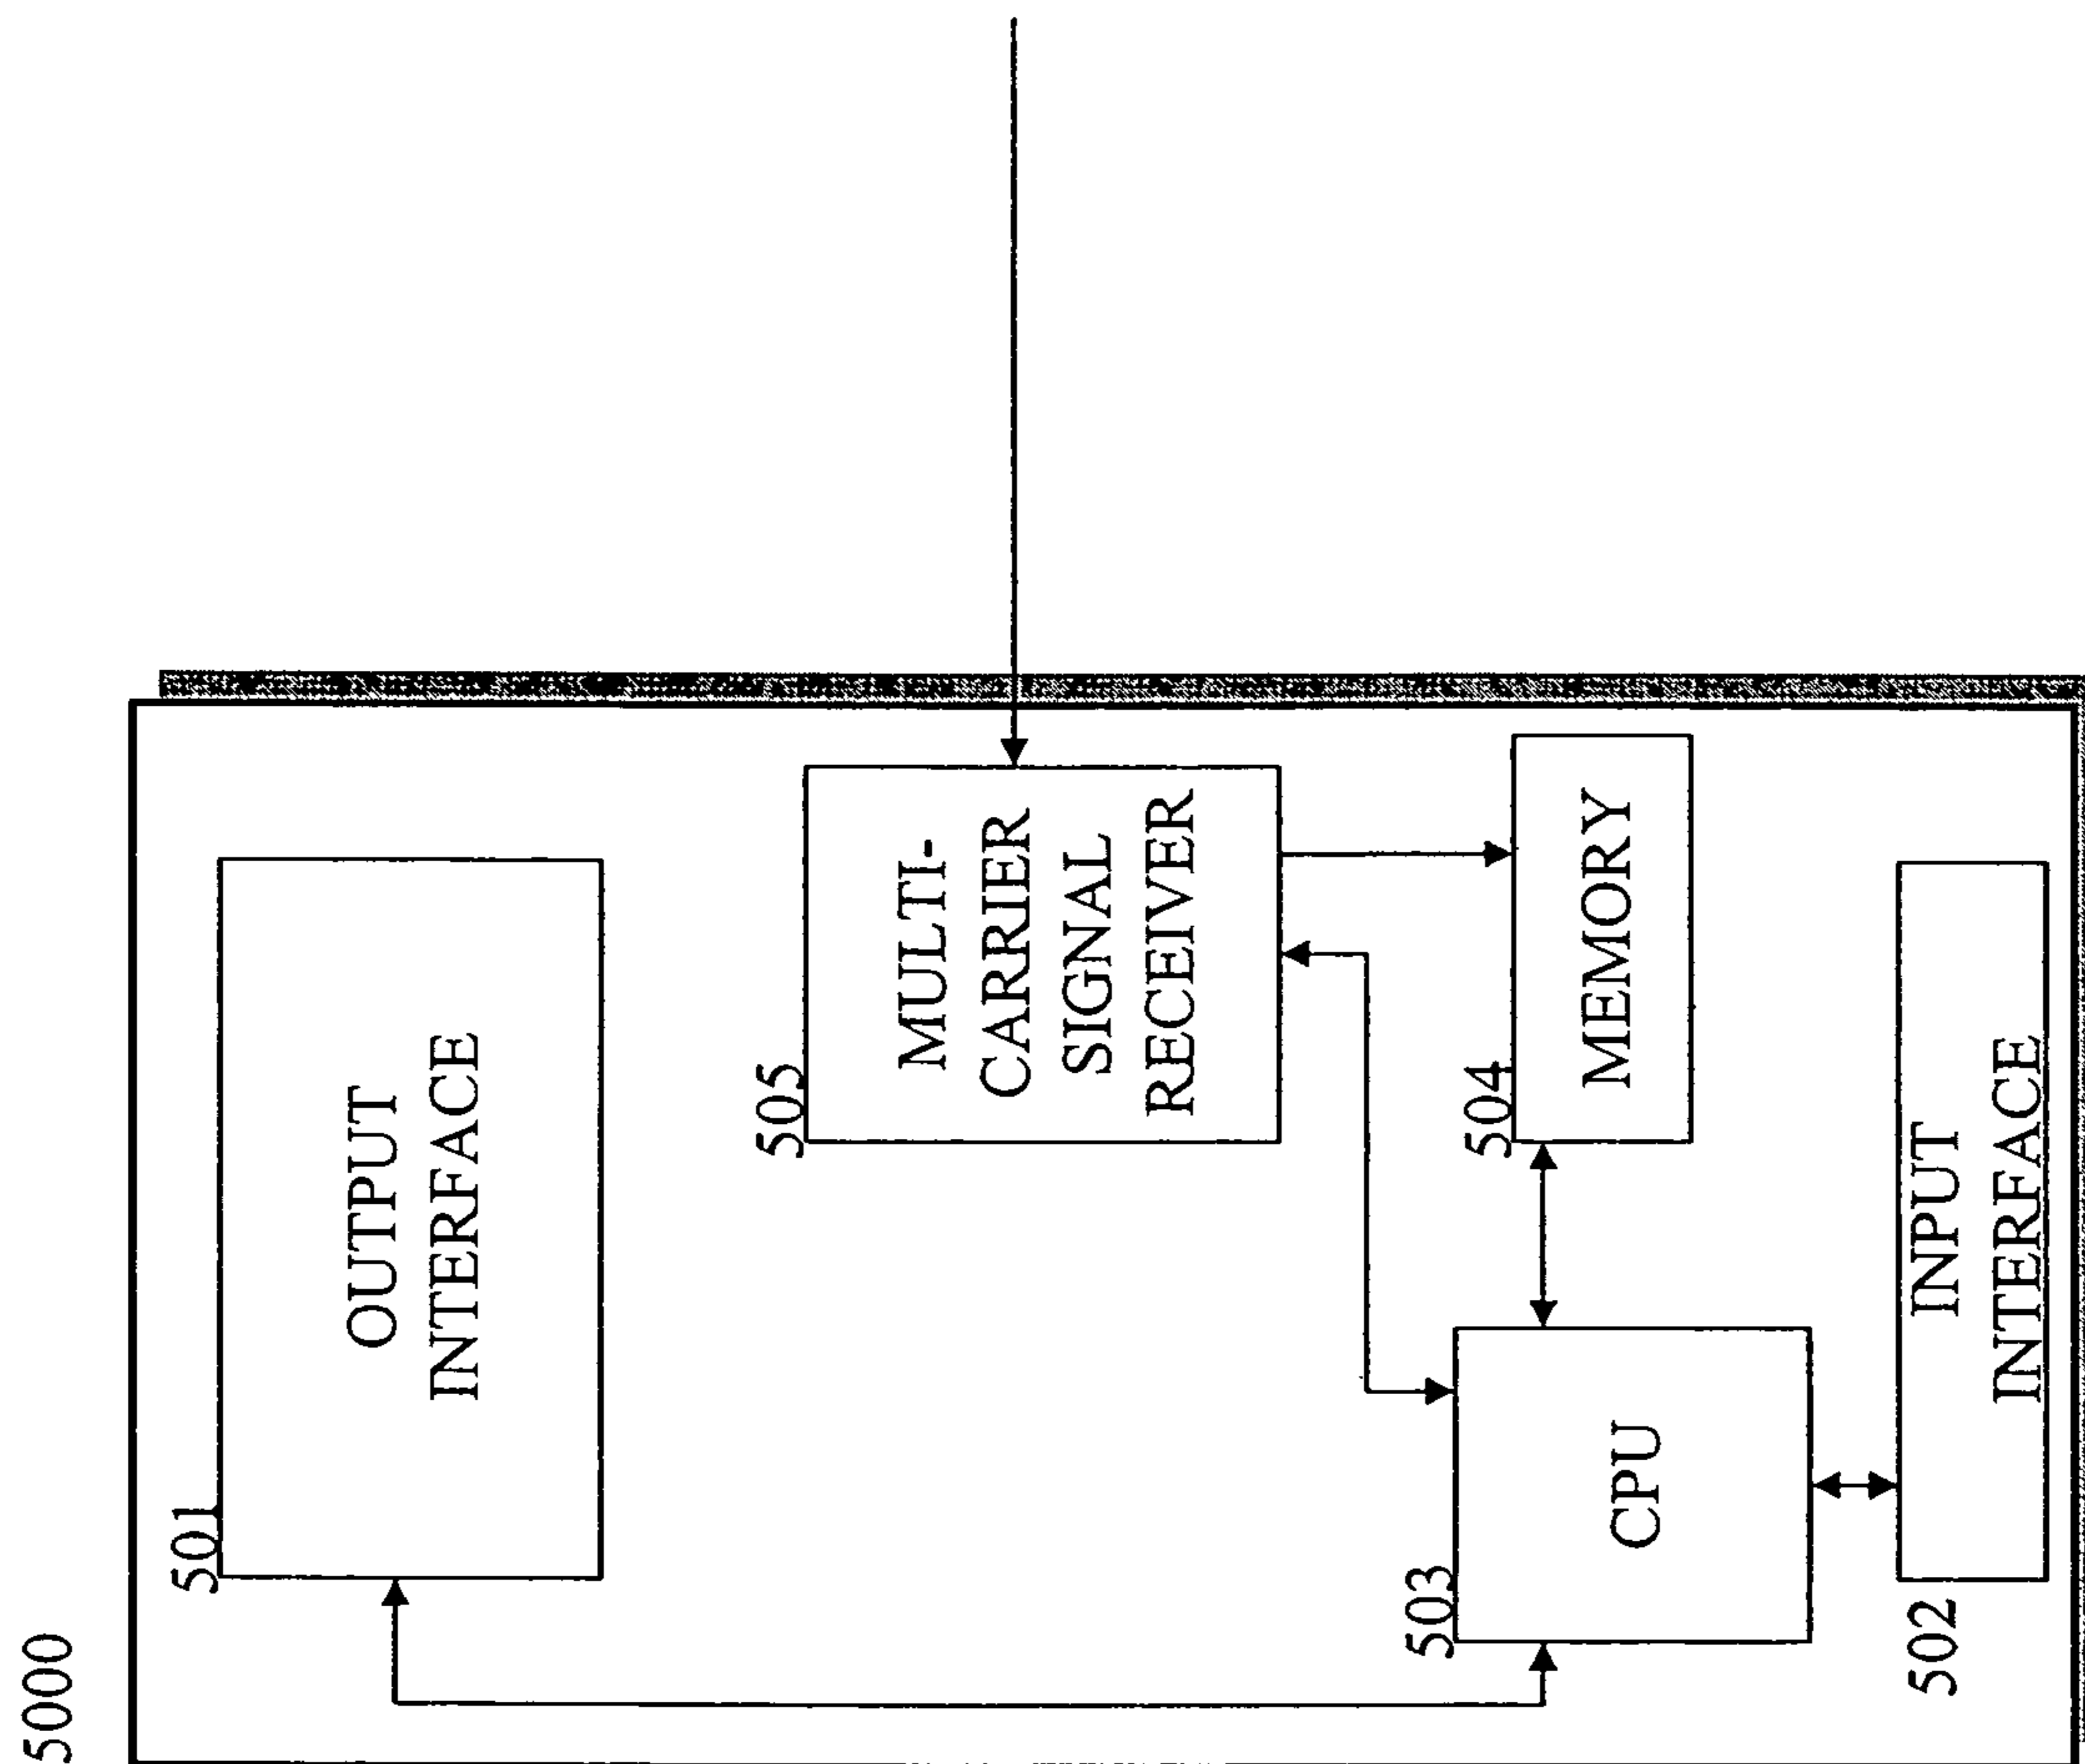 5000
501
OUTPUT
INTERFACE
505
MULTI-
CARRIER
SIGNAL
RECEIVER
503
CPU
504
MEMORY
502
INPUT
INTERFACE